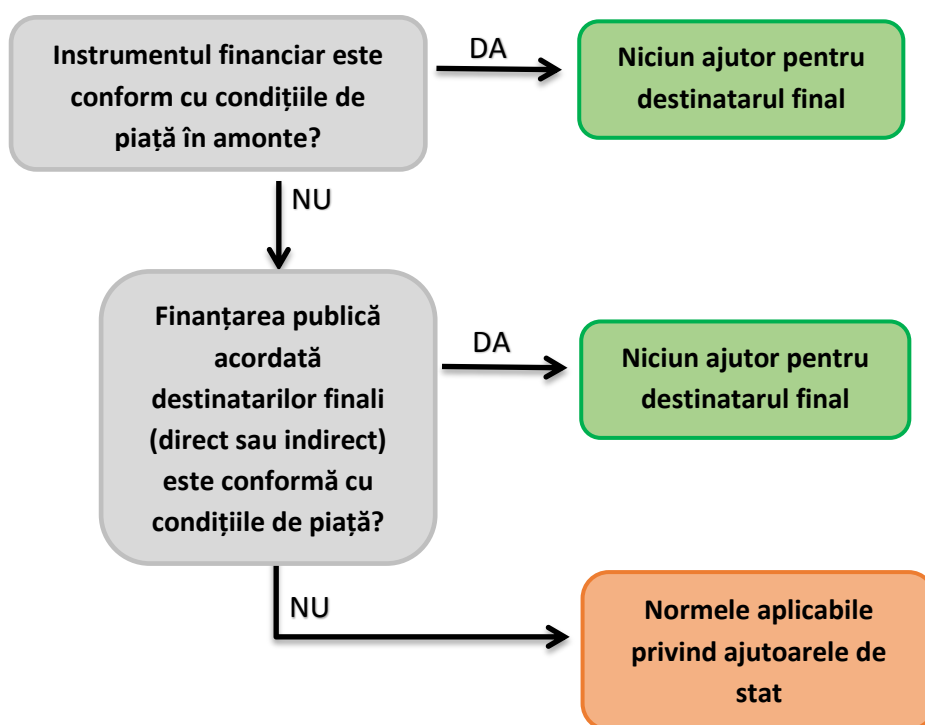 Instrumentul financiar este
conform cu condițiile de
piață în amonte?
DA
Niciun ajutor pentru
destinatarul final
NU
Finanțarea publică
acordată
destinatarilor finali
(direct sau indirect)
este conformă cu
condițiile de piață?
DA
Niciun ajutor pentru
destinatarul final
NU
Normele aplicabile
privind ajutoarele de
stat